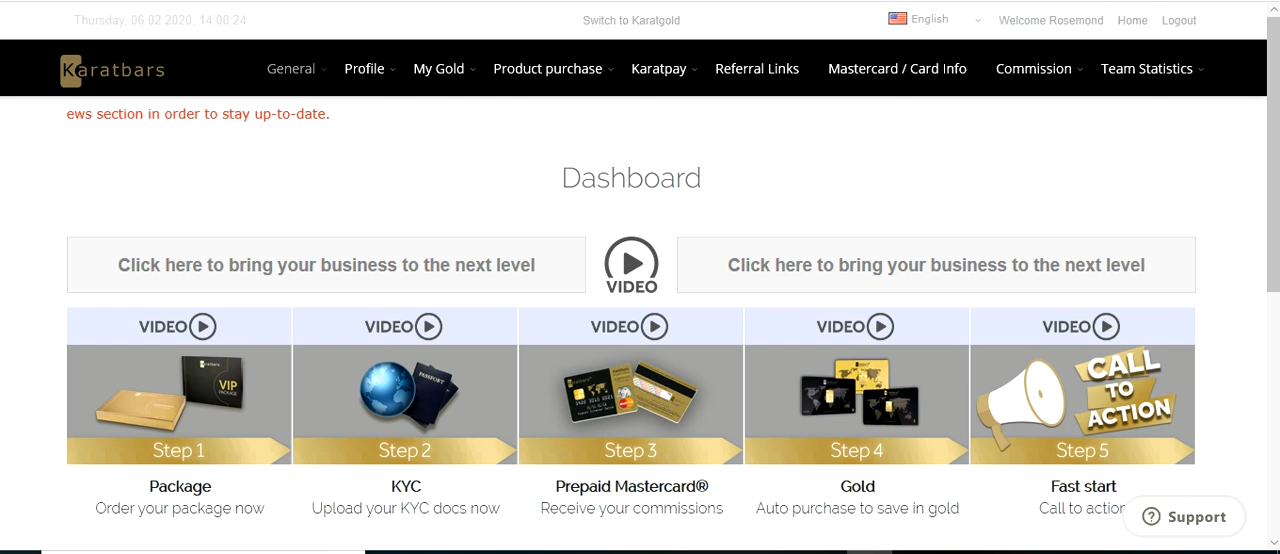 Thursday, 06 02 2020, 14 00 24
Switch to Karatgold
English
Welcome Rosemond Home Logout
Karatbars
General Profile My Gold Product purchase Karatpay Referral Links Mastercard / Card Info Commission Team Statistics
ews section in order to stay up-to-date.
Dashboard
Click here to bring your business to the next level
VIDEO
Click here to bring your business to the next level
VIDEO VIDEO VIDEO VIDEO VIDEO
Karatbars
VIP
PACKAGE
PASSPORT
CALL
TO
ACTION
Step 1 Step 2 Step 3 Step 4 Step 5
Package KYC Prepaid Mastercard® Gold Fast start
Order your package now Upload your KYC docs now Receive your commissions Auto purchase to save in gold Call to action
Support